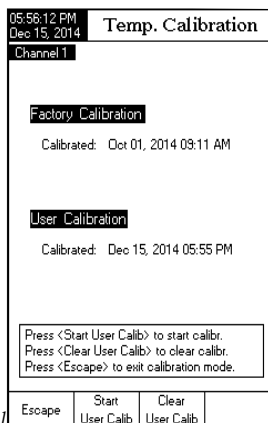 05:56:12 PM
Dec 15, 2014
Temp. Calibration
Channel 1
Factory Calibration
Calibrated: Oct 01, 2014 09:11 AM
User Calibration
Calibrated: Dec 15, 2014 05:55 PM
Press <Start User Calib> to start calibr.
Press <Clear User Calib> to clear calibr.
Press <Escape> to exit calibration mode.
Escape
Start
User Calib
Clear
User Calib